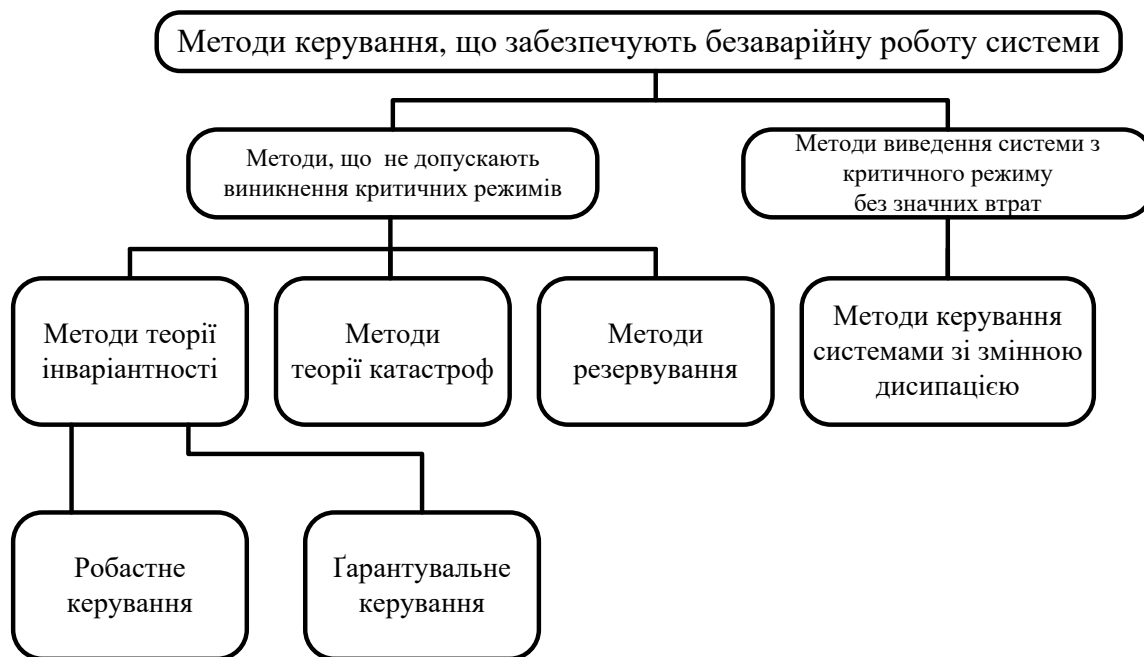 Методи керування, що забезпечують безаварійну роботу системи
Методи, що не допускають
виникнення критичних режимів
Методи виведення системи з
критичного режиму
без значних втрат
Методи теорії
інваріантності
Методи
теорії катастроф
Методи
резервування
Методи керування
системами зі змінною
дисипацією
Робастне
керування
Ґарантувальне
керування